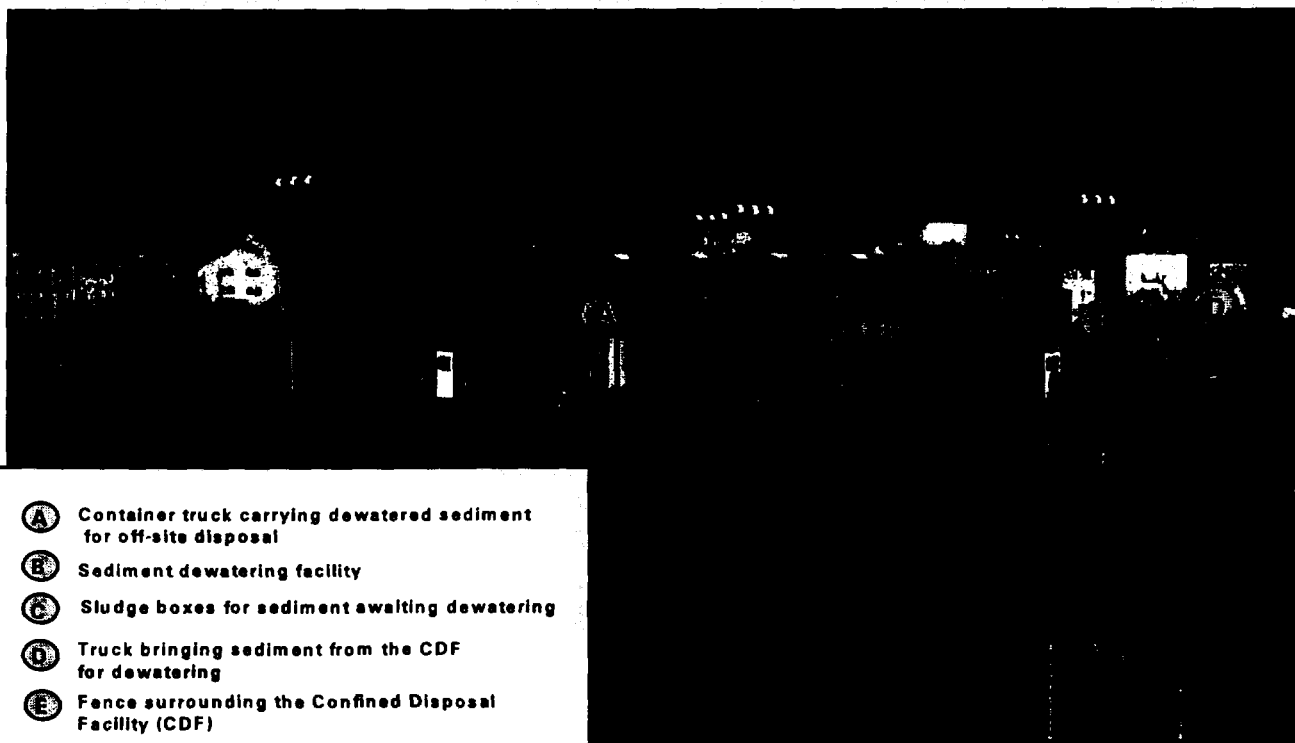 A Container truck carrying dewatered sediment
for off-site disposal
B Sediment dewatering facility
C Sludge boxes for sediment awaiting dewatering
D Truck bringing sediment from the CDF
for dewatering
E Fence surrounding the Confined Disposal
Facility (CDF)